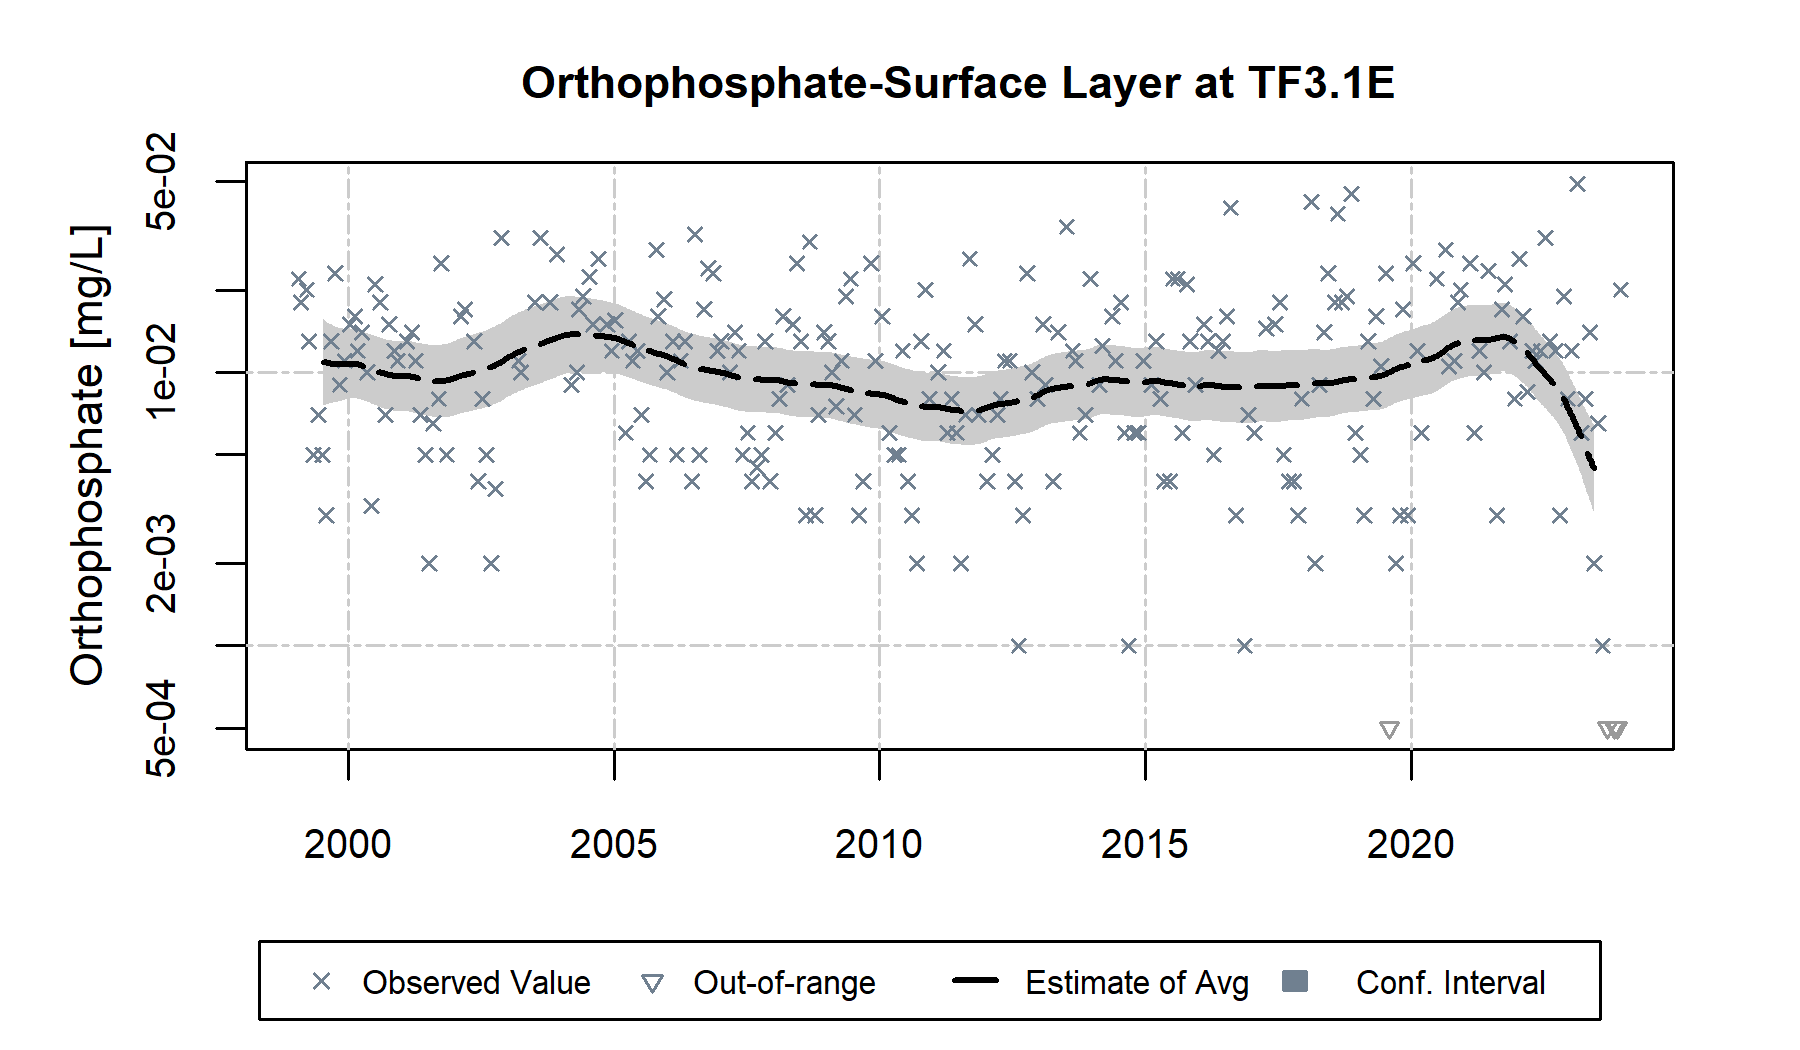 Orthophosphate-Surface Layer at TF3.1E
Orthophosphate [mg/L]
5e-02
1e-02
2e-03
5e-04
2000 2005 2010 2015 2020
Observed Value Out-of-range Estimate of Avg Conf. Interval